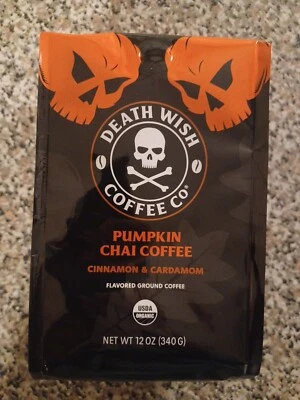 DEATH WISH
COFFEE CO.
PUMPKIN
CHAI COFFEE
CINNAMON & CARDAMOM
FLAVORED GROUND COFFEE
USDA
ORGANIC
NET WT 12 OZ (340 G)